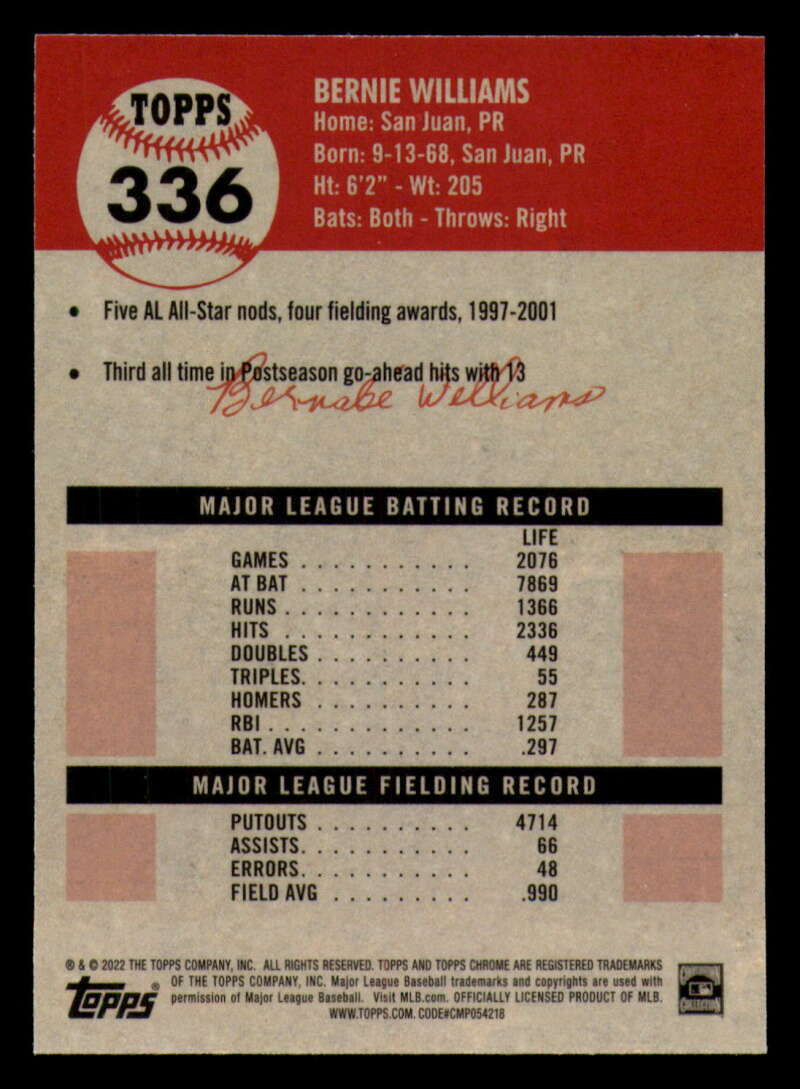 TOPPS
336
BERNIE WILLIAMS
Home: San Juan, PR
Born: 9-13-68, San Juan, PR
Ht: 6'2" - Wt: 205
Bats: Both - Throws: Right
• Five AL All-Star nods, four fielding awards, 1997-2001
• Third all time in Postseason go-ahead hits with 13
Bernabe Williams
MAJOR LEAGUE BATTING RECORD
LIFE
GAMES . . . . . . . . . . . 2076
AT BAT . . . . . . . . . . . 7869
RUNS . . . . . . . . . . . . 1366
HITS . . . . . . . . . . . . 2336
DOUBLES . . . . . . . . . . 449
TRIPLES. . . . . . . . . . . 55
HOMERS . . . . . . . . . . 287
RBI . . . . . . . . . . . . . 1257
BAT. AVG . . . . . . . . . . .297
MAJOR LEAGUE FIELDING RECORD
PUTOUTS . . . . . . . . . . 4714
ASSISTS. . . . . . . . . . . 66
ERRORS. . . . . . . . . . . 48
FIELD AVG . . . . . . . . . .990
® & © 2022 THE TOPPS COMPANY, INC. ALL RIGHTS RESERVED. TOPPS AND TOPPS CHROME ARE REGISTERED TRADEMARKS
OF THE TOPPS COMPANY, INC. Major League Baseball trademarks and copyrights are used with
permission of Major League Baseball. Visit MLB.com. OFFICIALLY LICENSED PRODUCT OF MLB.
WWW.TOPPS.COM. CODE#CMP054218
topps®
COOPERSTOWN
COLLECTION